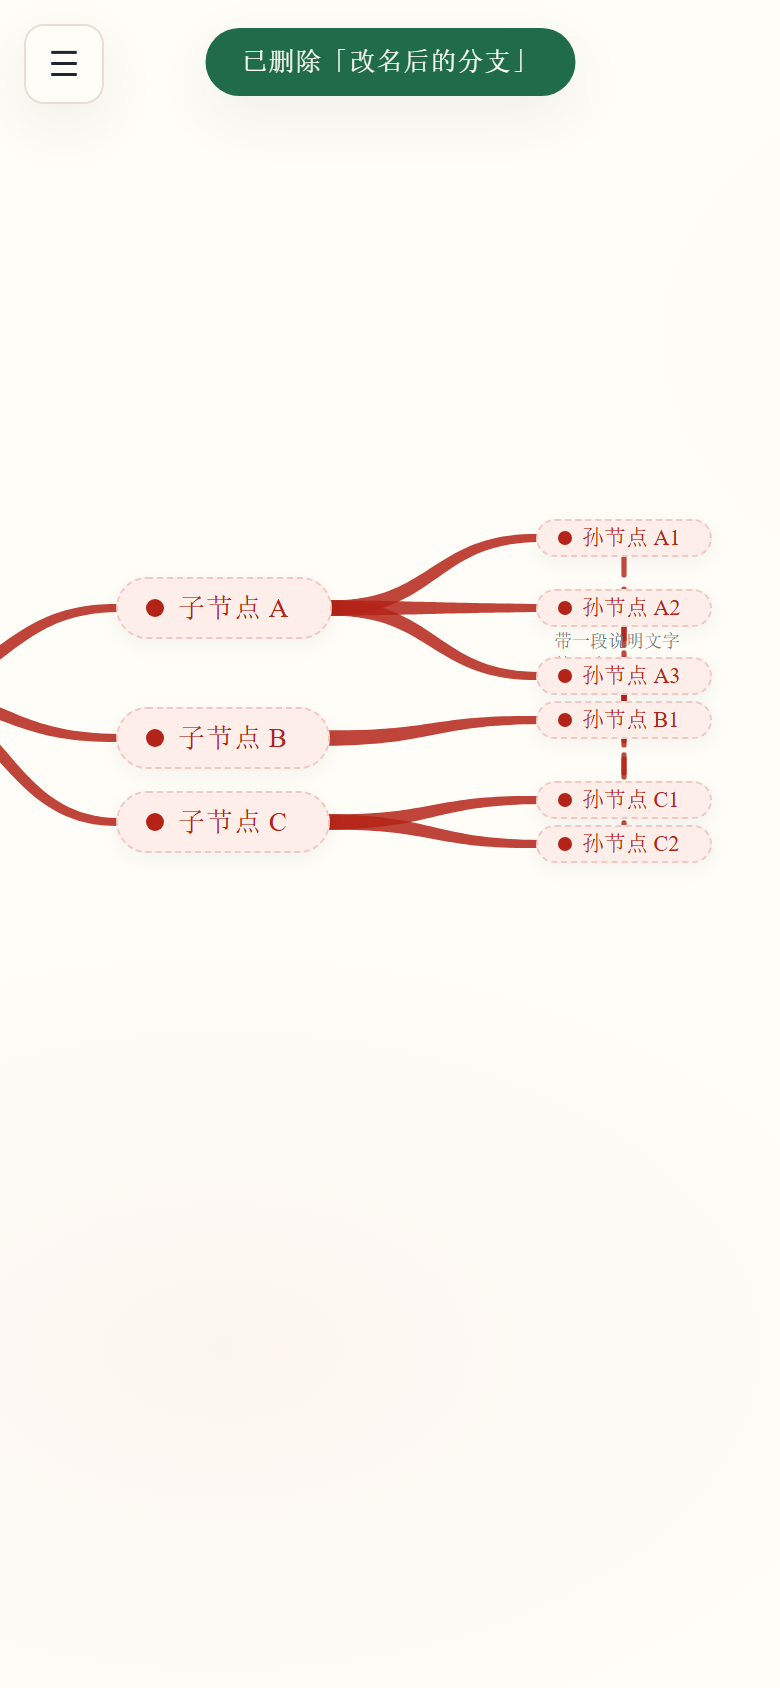 已删除「改名后的分支」
孙节点 A1
子节点 A
孙节点 A2
带一段说明文字
孙节点 A3
子节点 B
孙节点 B1
子节点 C
孙节点 C1
孙节点 C2